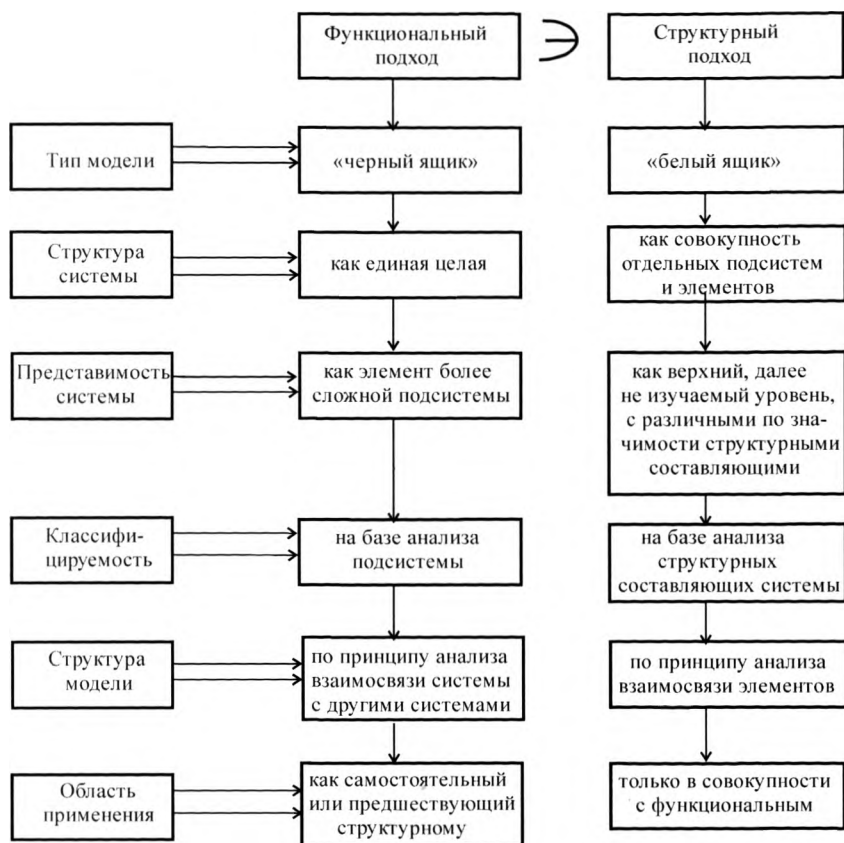 Функциональный
подход
Структурный
подход
Тип модели
«черный ящик»
«белый ящик»
Структура
системы
как единая целая
как совокупность
отдельных подсистем
и элементов
Представимость
системы
как элемент более
сложной подсистемы
как верхний, далее
не изучаемый уровень,
с различными по зна-
чимости структурными
составляющими
Классифи-
цируемость
на базе анализа
подсистемы
на базе анализа
структурных
составляющих системы
Структура
модели
по принципу анализа
взаимосвязи системы
с другими системами
по принципу анализа
взаимосвязи элементов
Область
применения
как самостоятельный
или предшествующий
структурному
только в совокупности
с функциональным